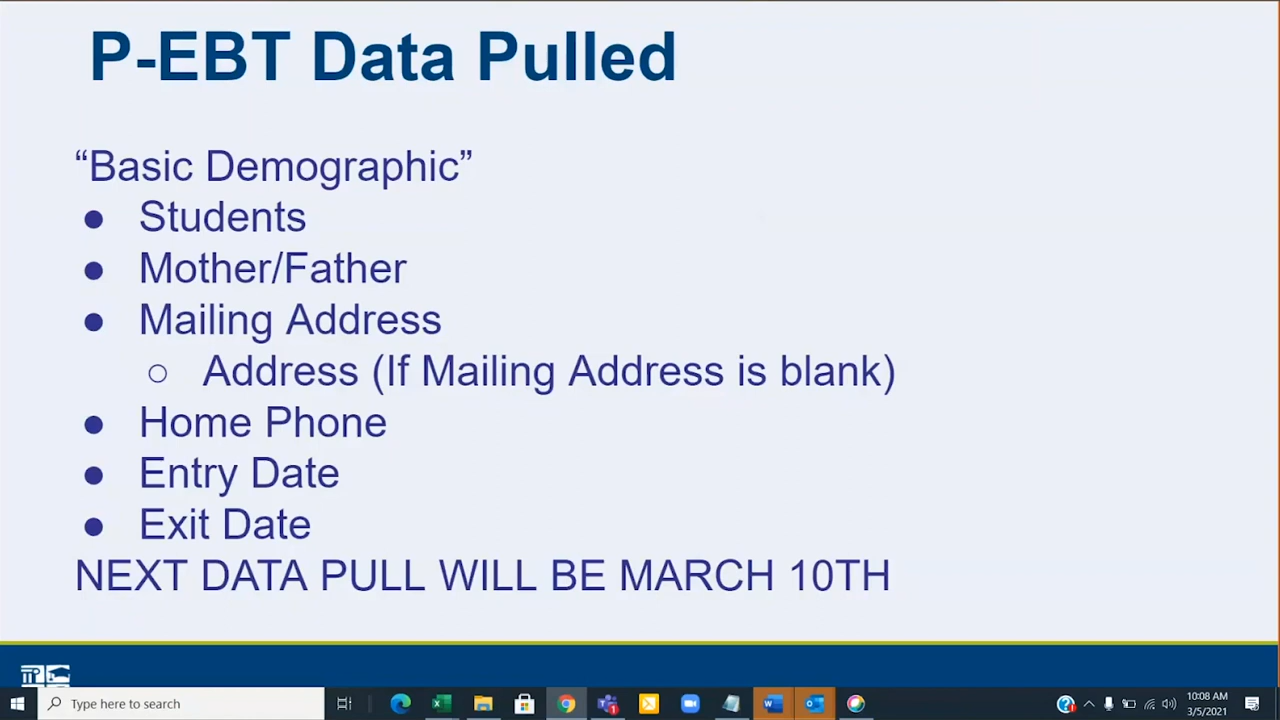 P-EBT Data Pulled
“Basic Demographic”
● Students
● Mother/Father
● Mailing Address
○ Address (If Mailing Address is blank)
● Home Phone
● Entry Date
● Exit Date
NEXT DATA PULL WILL BE MARCH 10TH
Type here to search
10:08 AM
3/5/2021